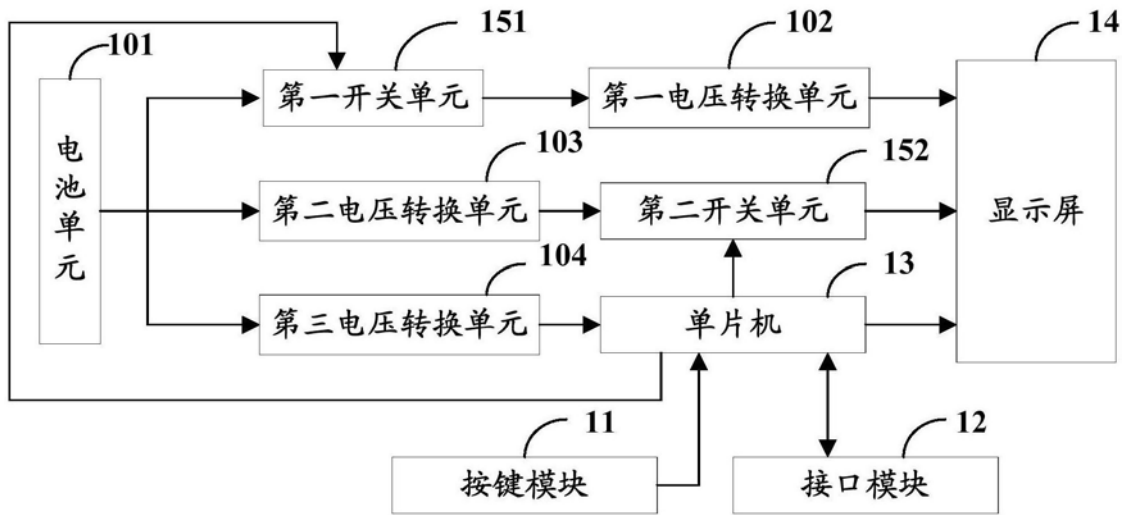 151
102
14
101
第一开关单元
第一电压转换单元
103
152
电池单元
第二电压转换单元
第二开关单元
显示屏
104
13
第三电压转换单元
单片机
11
12
按键模块
接口模块